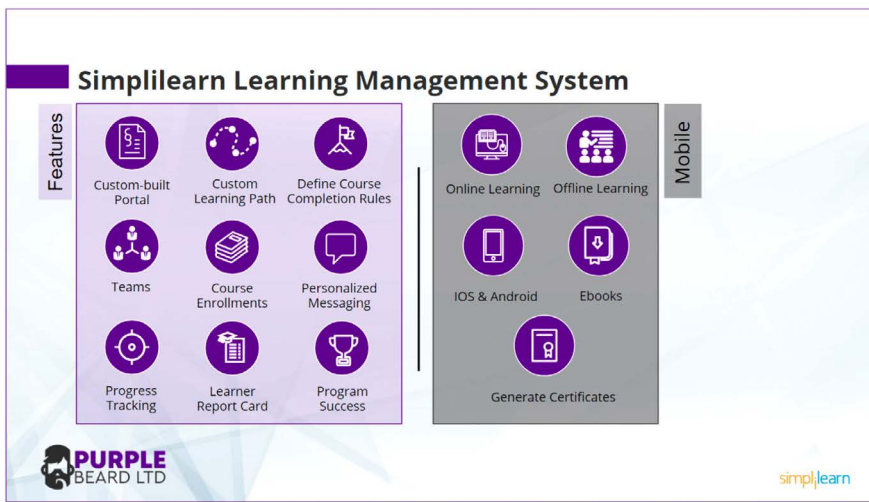 Simplilearn Learning Management System
Features
Custom-built
Portal
Custom
Learning Path
Define Course
Completion Rules
Teams
Course
Enrollments
Personalized
Messaging
Progress
Tracking
Learner
Report Card
Program
Success
Online Learning
Offline Learning
IOS & Android
Ebooks
Generate Certificates
Mobile
PURPLE
BEARD LTD
simplilearn